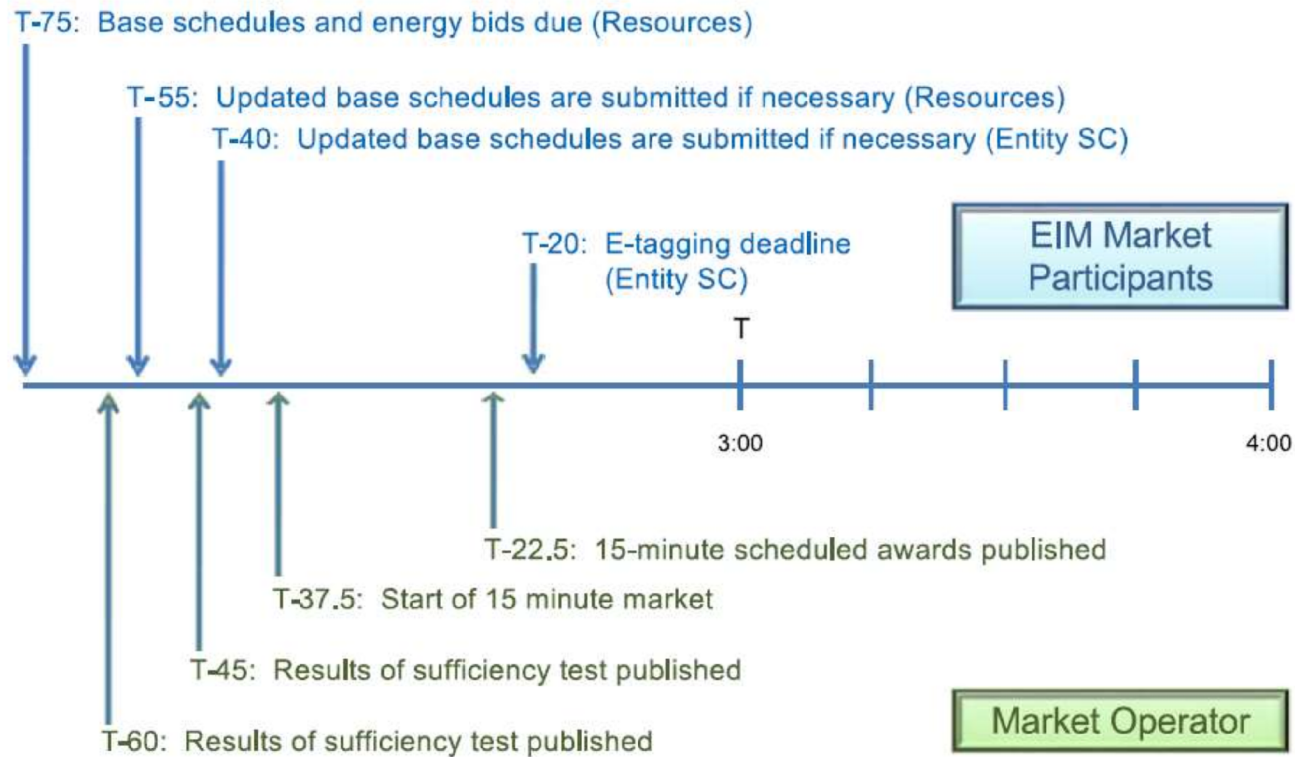 T-75: Base schedules and energy bids due (Resources)
T-55: Updated base schedules are submitted if necessary (Resources)
T-40: Updated base schedules are submitted if necessary (Entity SC)
T-20: E-tagging deadline
(Entity SC)
EIM Market
Participants
T
3:00
4:00
T-22.5: 15-minute scheduled awards published
T-37.5: Start of 15 minute market
T-45: Results of sufficiency test published
T-60: Results of sufficiency test published
Market Operator